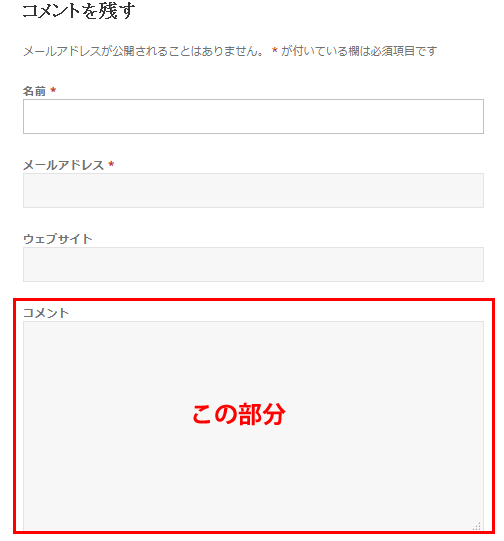 コメントを残す
メールアドレスが公開されることはありません。 * が付いている欄は必須項目です
名前 *
メールアドレス *
ウェブサイト
コメント
この部分